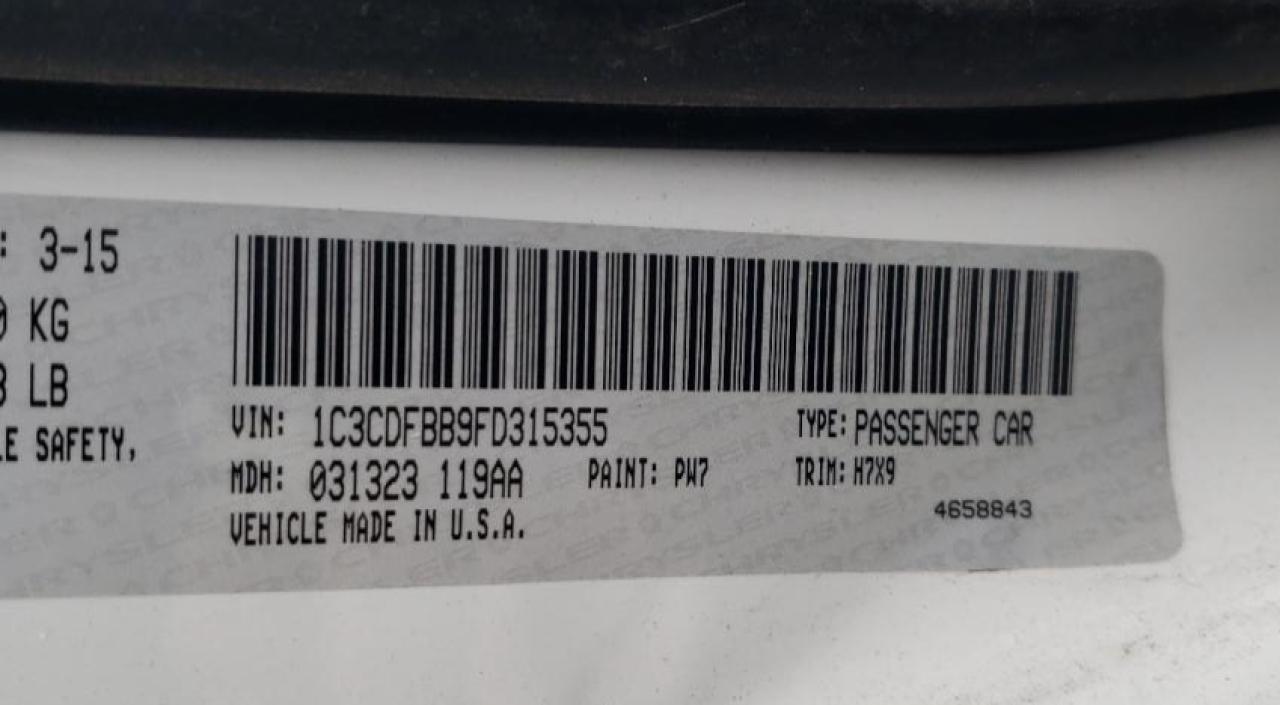 : 3-15
KG
LB
LE SAFETY,
VIN: 1C3CDFBB9FD315355 TYPE: PASSENGER CAR
MDH: 031323 119AA PAINT: PW7 TRIM: H7X9
4658843
VEHICLE MADE IN U.S.A.